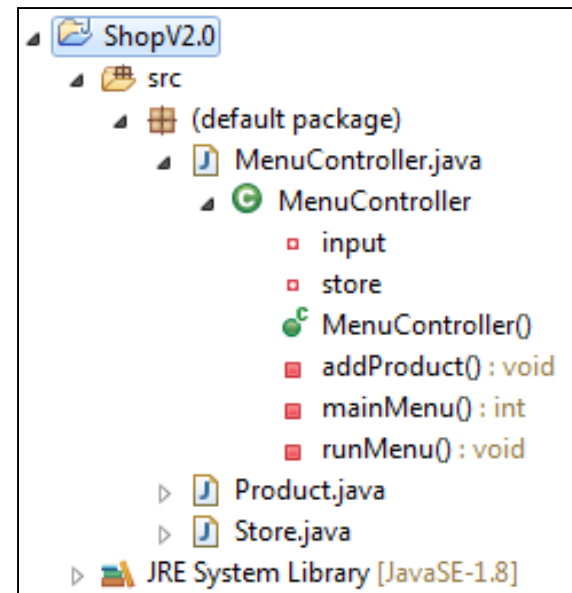 ShopV2.0
src
(default package)
MenuController.java
MenuController
input
store
MenuController()
addProduct() : void
mainMenu() : int
runMenu() : void
Product.java
Store.java
JRE System Library [JavaSE-1.8]